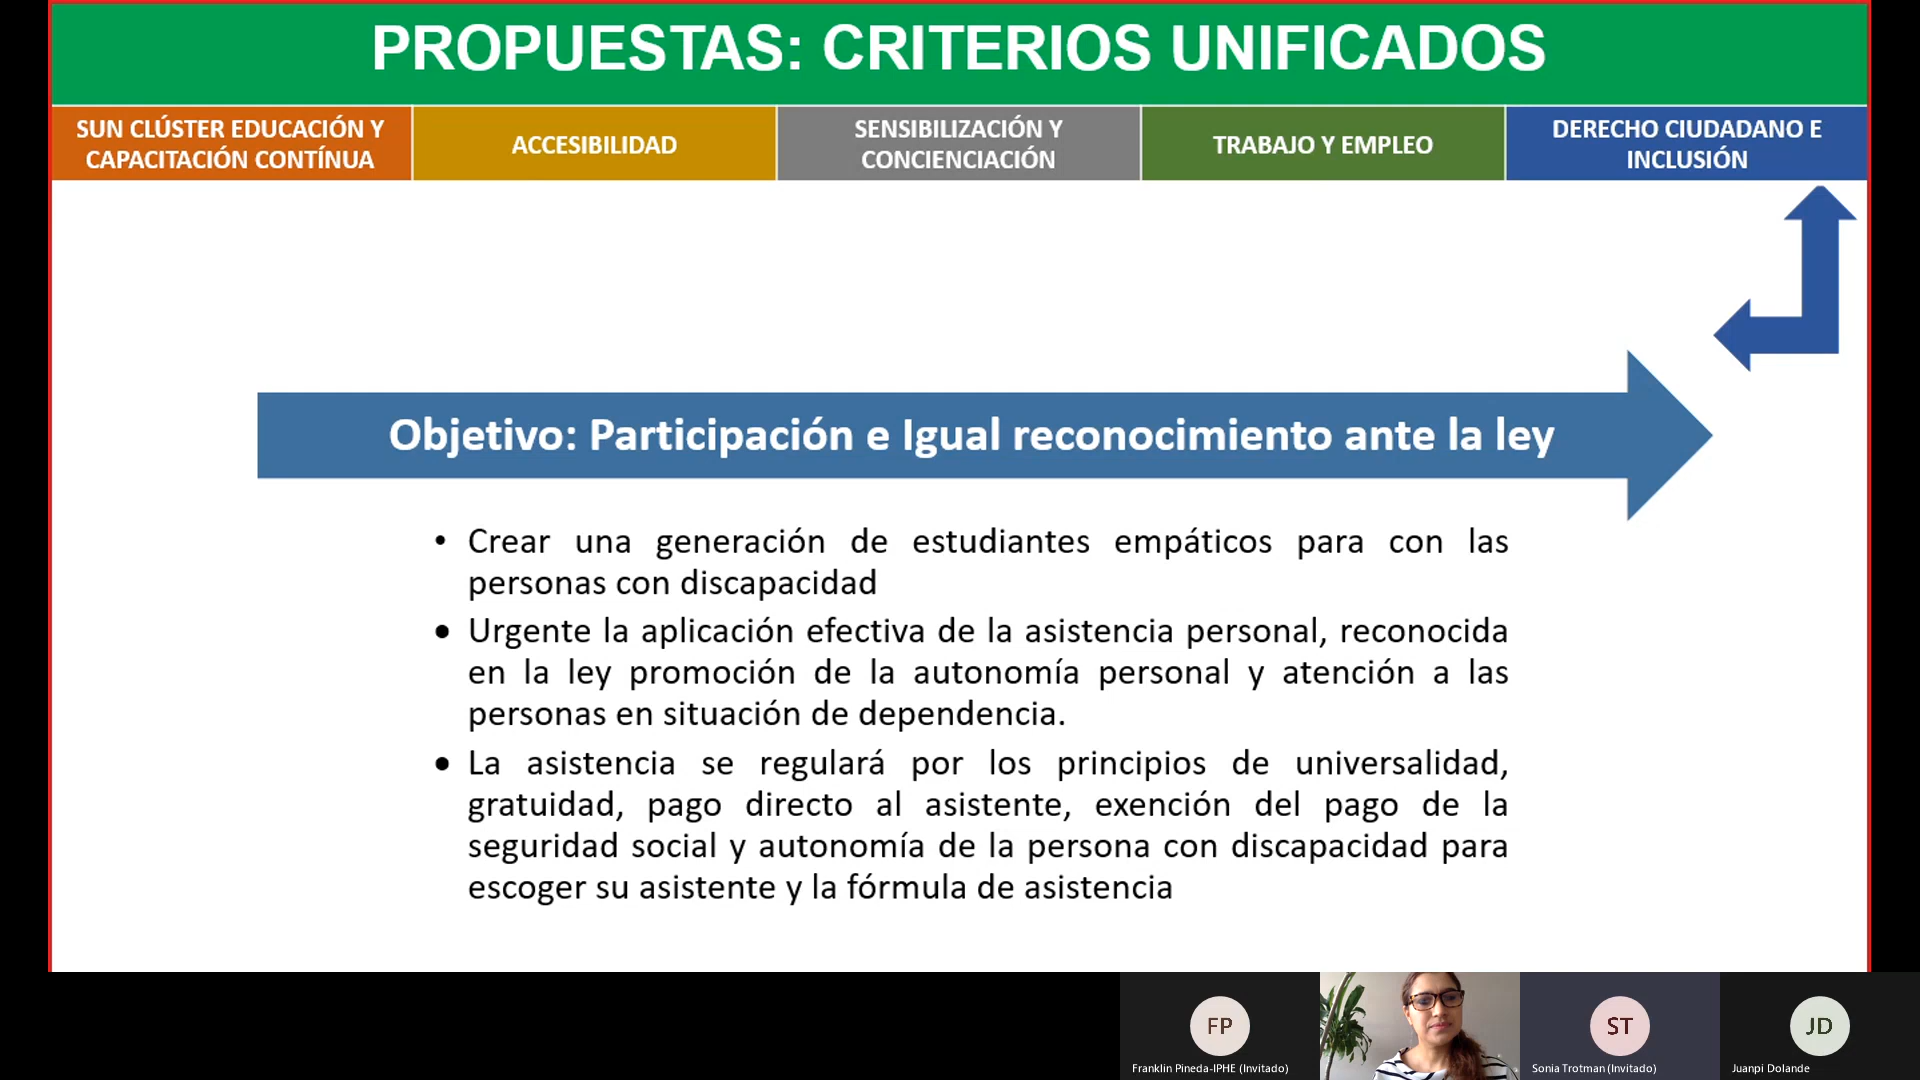 PROPUESTAS: CRITERIOS UNIFICADOS
SUN CLÚSTER EDUCACIÓN Y
CAPACITACIÓN CONTÍNUA
ACCESIBILIDAD
SENSIBILIZACIÓN Y
CONCIENCIACIÓN
TRABAJO Y EMPLEO
DERECHO CIUDADANO E
INCLUSIÓN
Objetivo: Participación e Igual reconocimiento ante la ley
• Crear una generación de estudiantes empáticos para con las
personas con discapacidad
• Urgente la aplicación efectiva de la asistencia personal, reconocida
en la ley promoción de la autonomía personal y atención a las
personas en situación de dependencia.
• La asistencia se regulará por los principios de universalidad,
gratuidad, pago directo al asistente, exención del pago de la
seguridad social y autonomía de la persona con discapacidad para
escoger su asistente y la fórmula de asistencia
FP
ST
JD
Franklin Pineda-IPHE (Invitado)
Sonia Trotman (Invitado)
Juanpi Dolande